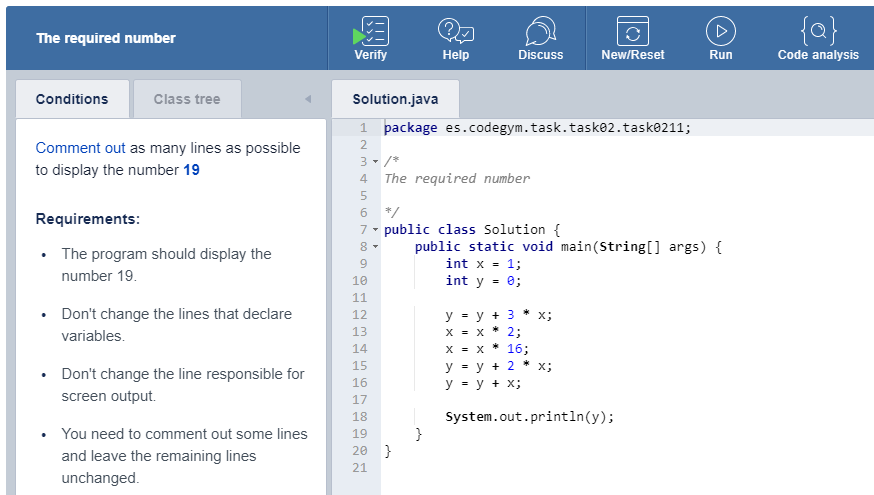 The required number
Verify
Help
Discuss
New/Reset
Run
Code analysis
Conditions
Class tree
Comment out as many lines as possible
to display the number 19
Requirements:
• The program should display the
number 19.
• Don't change the lines that declare
variables.
• Don't change the line responsible for
screen output.
• You need to comment out some lines
and leave the remaining lines
unchanged.
Solution.java
1 package es.codegym.task.task02.task0211;
2
3 /*
4 The required number
5
6 */
7 public class Solution {
8     public static void main(String[] args) {
9         int x = 1;
10         int y = 0;
11
12         y = y + 3 * x;
13         x = x * 2;
14         x = x * 16;
15         y = y + 2 * x;
16         y = y + x;
17
18         System.out.println(y);
19     }
20 }
21